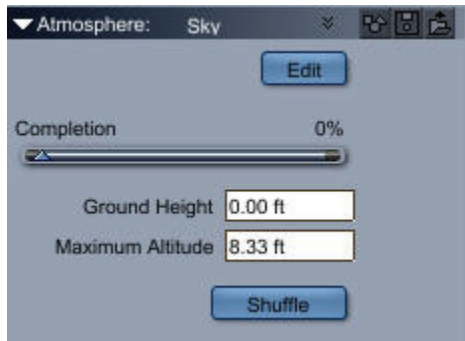 Atmosphere: Sky
Edit
Completion 0%
Ground Height 0.00 ft
Maximum Altitude 8.33 ft
Shuffle